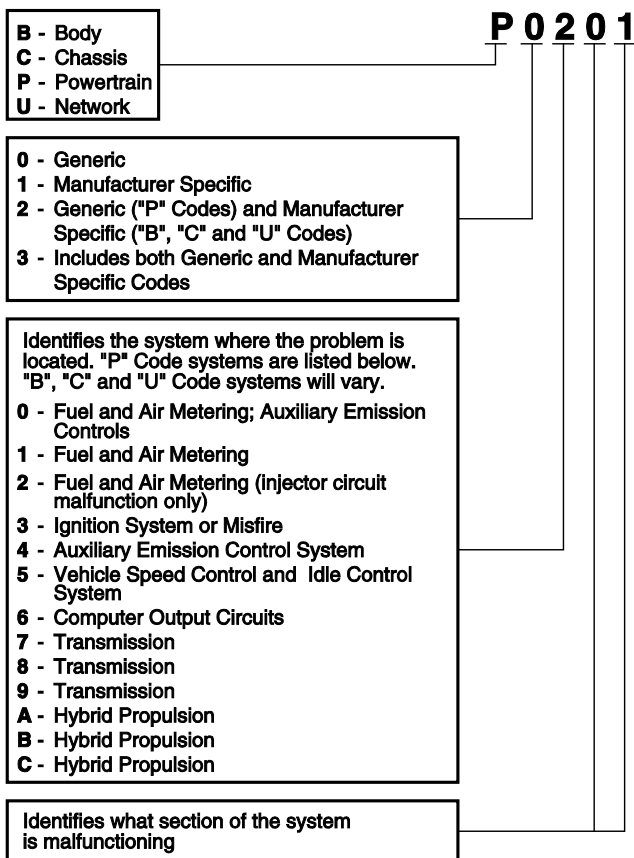 P0201
B - Body
C - Chassis
P - Powertrain
U - Network
0 - Generic
1 - Manufacturer Specific
2 - Generic ("P" Codes) and Manufacturer
Specific ("B", "C" and "U" Codes)
3 - Includes both Generic and Manufacturer
Specific Codes
Identifies the system where the problem is
located. "P" Code systems are listed below.
"B", "C" and "U" Code systems will vary.
0 - Fuel and Air Metering; Auxiliary Emission
Controls
1 - Fuel and Air Metering
2 - Fuel and Air Metering (injector circuit
malfunction only)
3 - Ignition System or Misfire
4 - Auxiliary Emission Control System
5 - Vehicle Speed Control and Idle Control
System
6 - Computer Output Circuits
7 - Transmission
8 - Transmission
9 - Transmission
A - Hybrid Propulsion
B - Hybrid Propulsion
C - Hybrid Propulsion
Identifies what section of the system
is malfunctioning